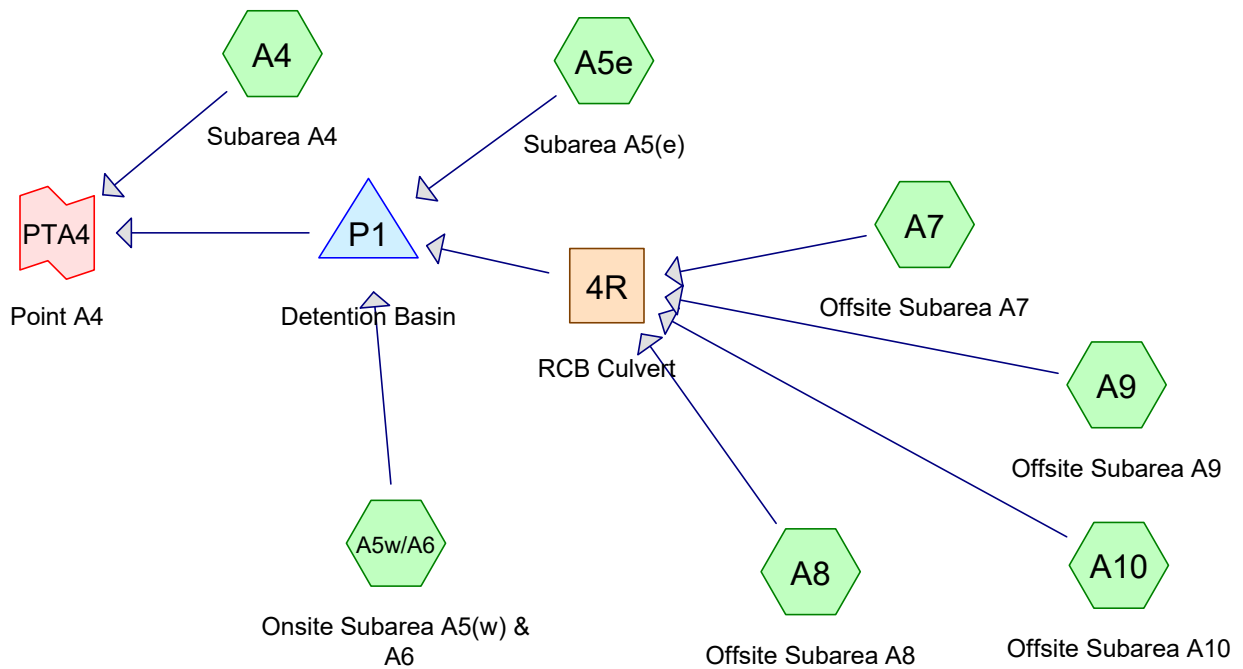 A4
Subarea A4
A5e
Subarea A5(e)
PTA4
Point A4
P1
Detention Basin
4R
RCB Culvert
A7
Offsite Subarea A7
A9
Offsite Subarea A9
A5w/A6
Onsite Subarea A5(w) &
A6
A8
Offsite Subarea A8
A10
Offsite Subarea A10